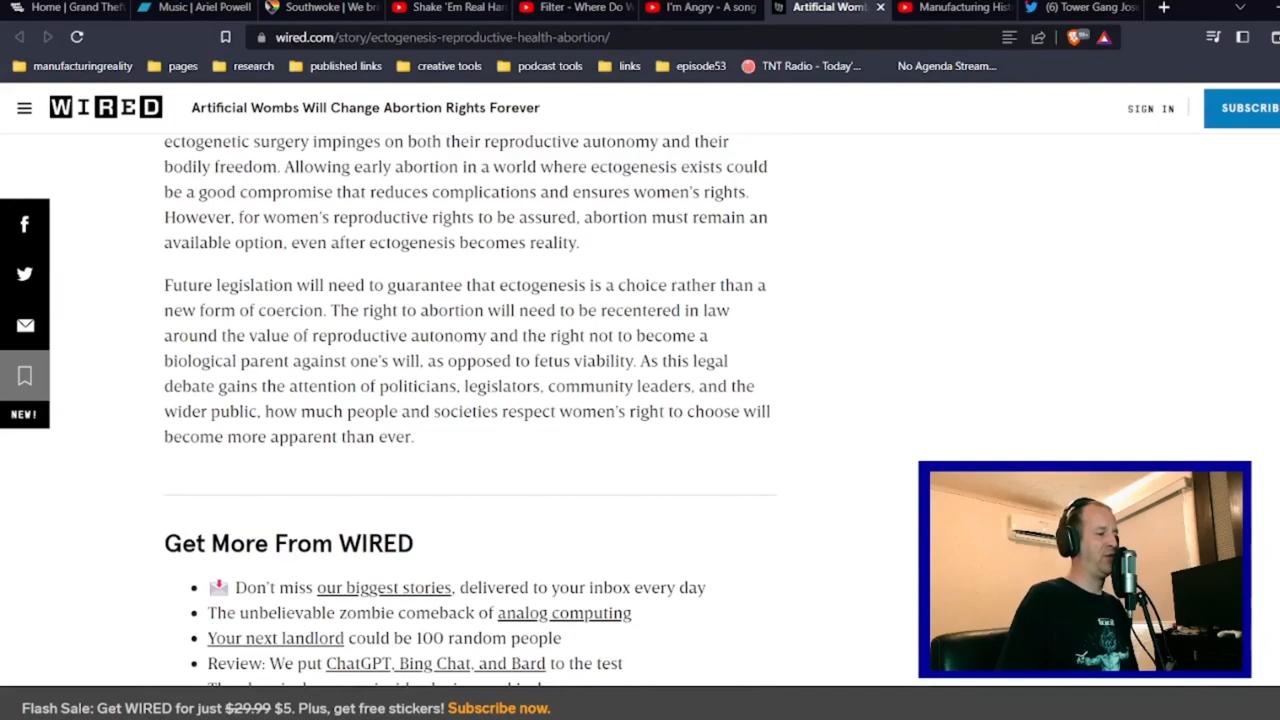 Home | Grand Theft
Music | Ariel Powell
Southwoke | We bri
Shake 'Em Real Har
Filter - Where Do W
I'm Angry - A song
Artificial Womb
Manufacturing Hist
(6) Tower Gang Jos
wired.com/story/ectogenesis-reproductive-health-abortion/
manufacturingreality
pages
research
published links
creative tools
podcast tools
links
episode53
TNT Radio - Today'...
No Agenda Stream...
WIRED
Artificial Wombs Will Change Abortion Rights Forever
SIGN IN
SUBSCRIB
ectogenetic surgery impinges on both their reproductive autonomy and their
bodily freedom. Allowing early abortion in a world where ectogenesis exists could
be a good compromise that reduces complications and ensures women's rights.
However, for women's reproductive rights to be assured, abortion must remain an
available option, even after ectogenesis becomes reality.
Future legislation will need to guarantee that ectogenesis is a choice rather than a
new form of coercion. The right to abortion will need to be recentered in law
around the value of reproductive autonomy and the right not to become a
biological parent against one's will, as opposed to fetus viability. As this legal
debate gains the attention of politicians, legislators, community leaders, and the
wider public, how much people and societies respect women's right to choose will
become more apparent than ever.
NEW!
Get More From WIRED
Don't miss our biggest stories, delivered to your inbox every day
The unbelievable zombie comeback of analog computing
Your next landlord could be 100 random people
Review: We put ChatGPT, Bing Chat, and Bard to the test
Flash Sale: Get WIRED for just $29.99 $5. Plus, get free stickers! Subscribe now.